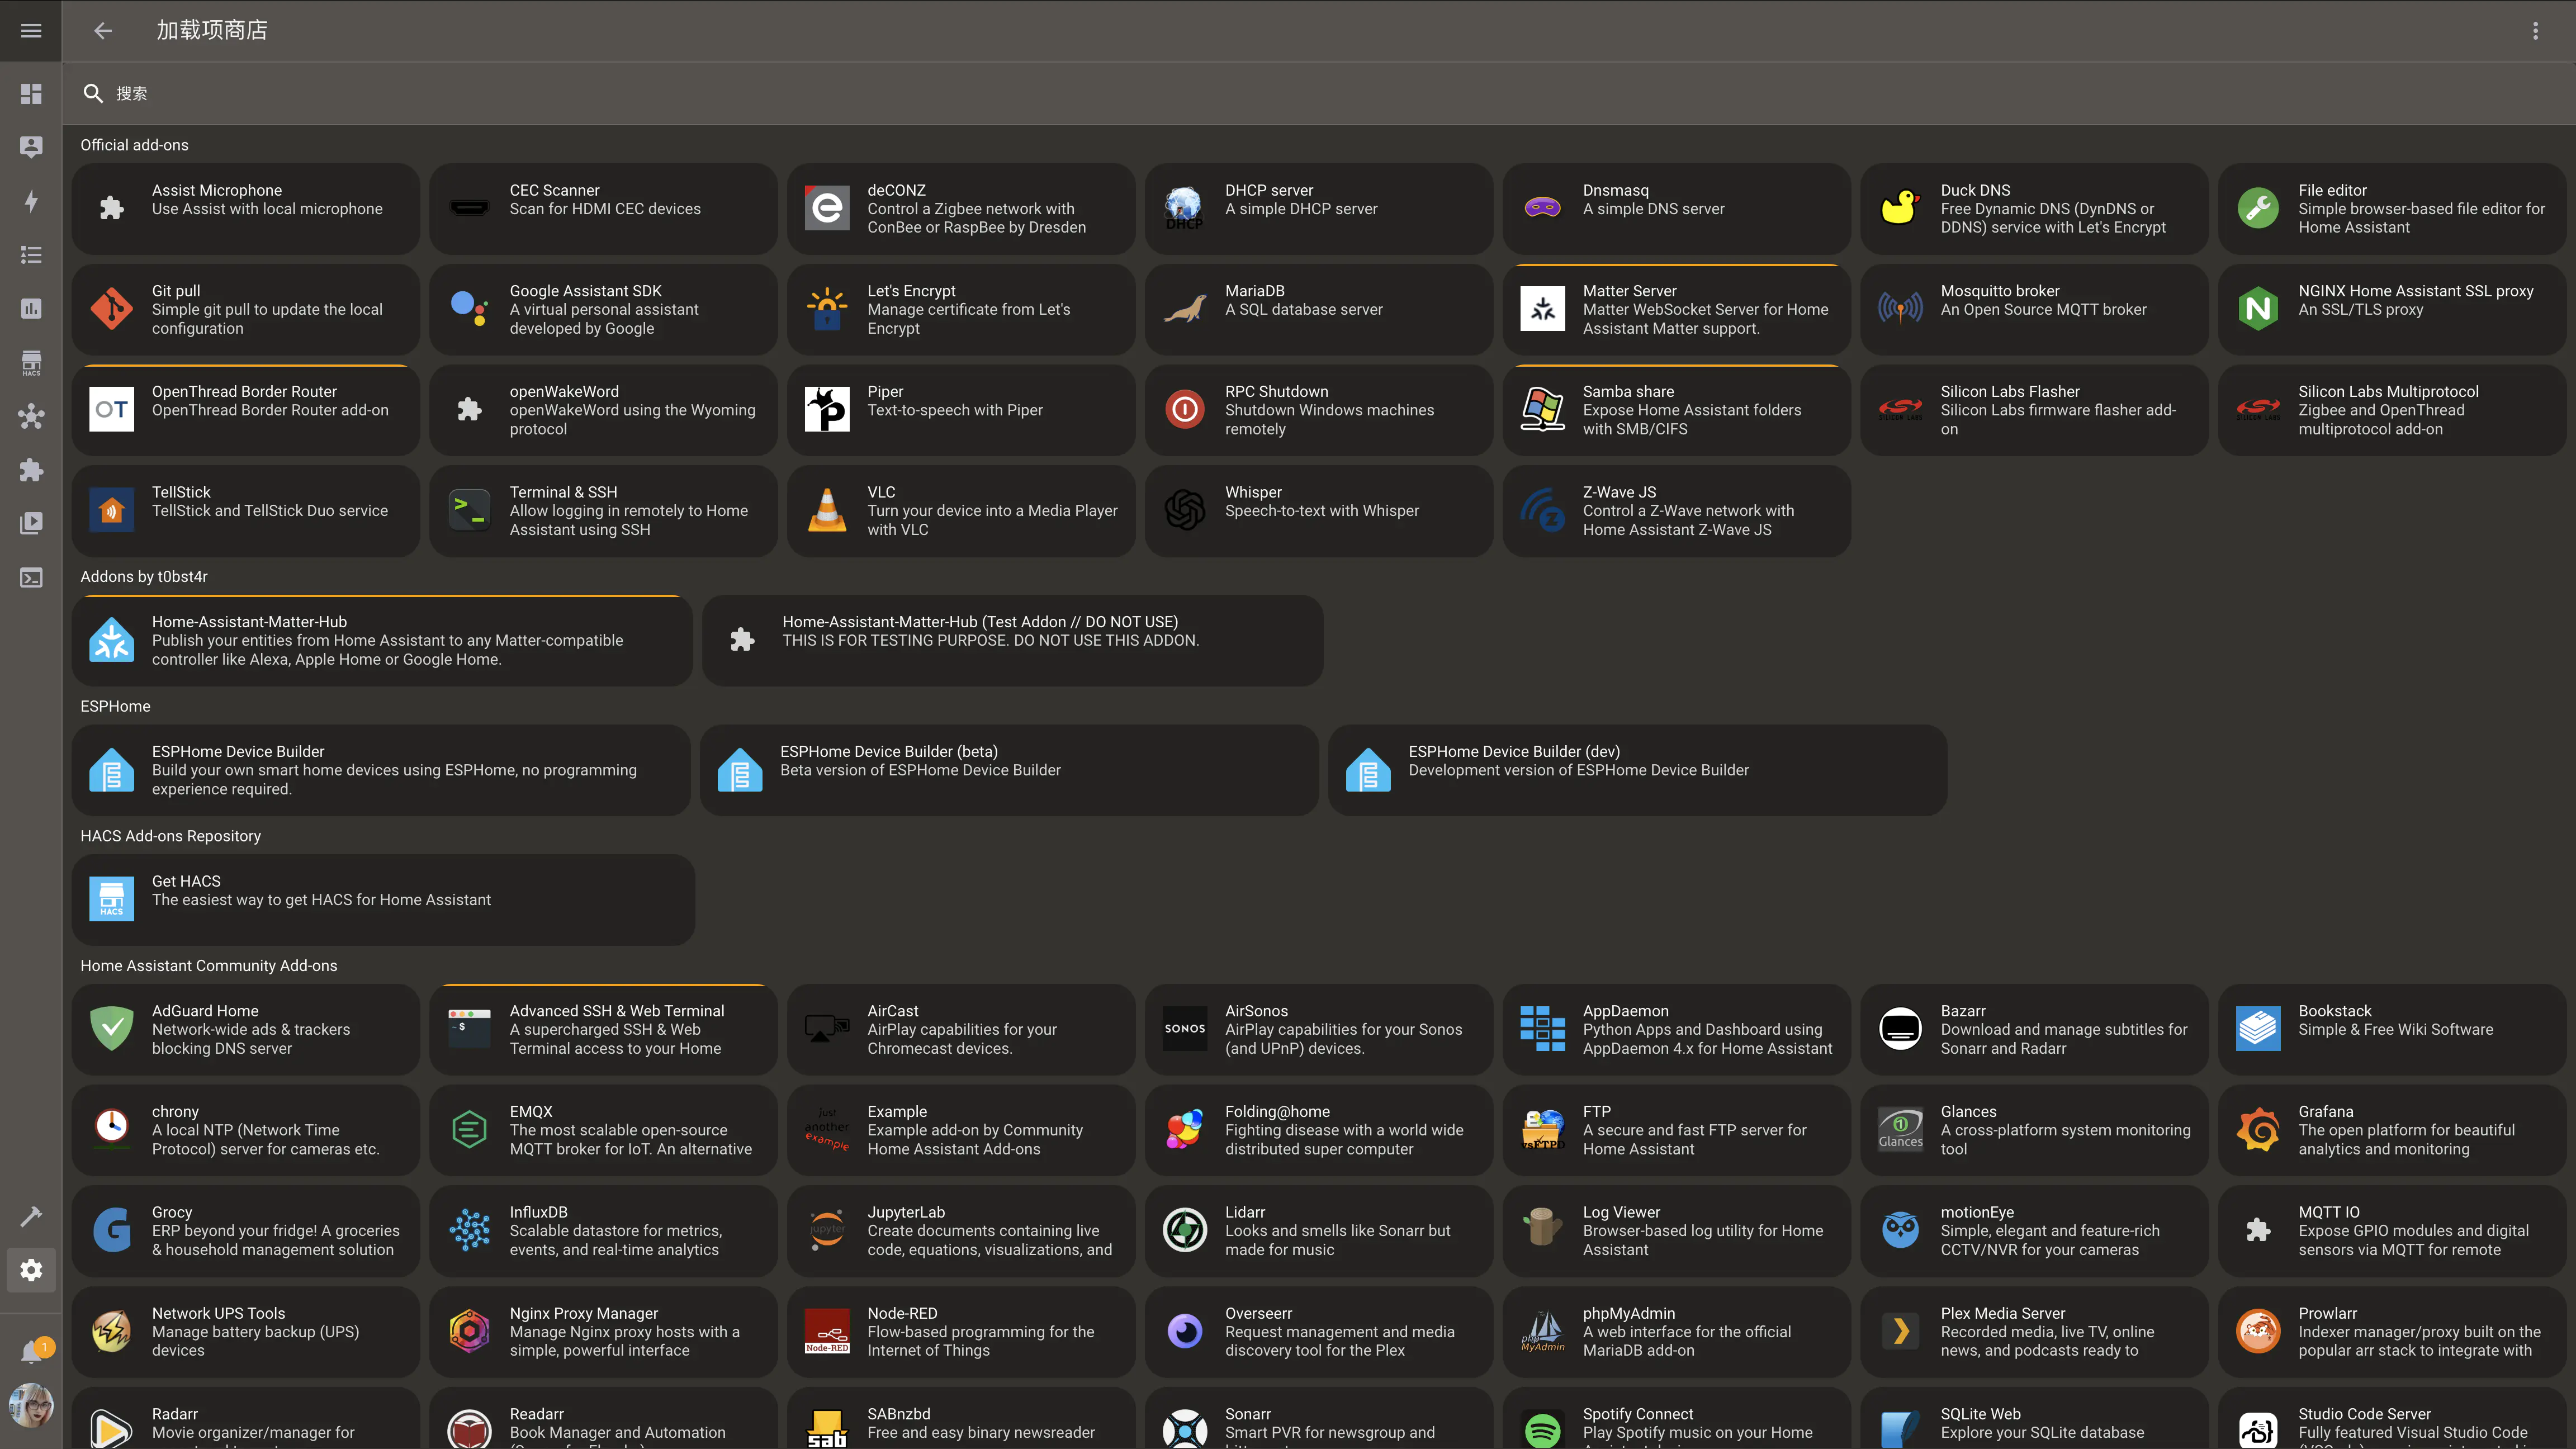 加载项商店
搜索
Official add-ons
Assist Microphone
Use Assist with local microphone
CEC Scanner
Scan for HDMI CEC devices
deCONZ
Control a Zigbee network with
ConBee or RaspBee by Dresden
DHCP
DHCP server
A simple DHCP server
Dnsmasq
A simple DNS server
Duck DNS
Free Dynamic DNS (DynDNS or
DDNS) service with Let's Encrypt
File editor
Simple browser-based file editor for
Home Assistant
Git pull
Simple git pull to update the local
configuration
Google Assistant SDK
A virtual personal assistant
developed by Google
Let's Encrypt
Manage certificate from Let's
Encrypt
MariaDB
A SQL database server
Matter Server
Matter WebSocket Server for Home
Assistant Matter support.
Mosquitto broker
An Open Source MQTT broker
N
NGINX Home Assistant SSL proxy
An SSL/TLS proxy
HACS
OT
OpenThread Border Router
OpenThread Border Router add-on
openWakeWord
openWakeWord using the Wyoming
protocol
Piper
Text-to-speech with Piper
RPC Shutdown
Shutdown Windows machines
remotely
Samba share
Expose Home Assistant folders
with SMB/CIFS
SILICON LABS
Silicon Labs Flasher
Silicon Labs firmware flasher add-
on
SILICON LABS
Silicon Labs Multiprotocol
Zigbee and OpenThread
multiprotocol add-on
TellStick
TellStick and TellStick Duo service
Terminal & SSH
Allow logging in remotely to Home
Assistant using SSH
VLC
Turn your device into a Media Player
with VLC
Whisper
Speech-to-text with Whisper
Z-Wave JS
Control a Z-Wave network with
Home Assistant Z-Wave JS
Addons by t0bst4r
Home-Assistant-Matter-Hub
Publish your entities from Home Assistant to any Matter-compatible
controller like Alexa, Apple Home or Google Home.
Home-Assistant-Matter-Hub (Test Addon // DO NOT USE)
THIS IS FOR TESTING PURPOSE. DO NOT USE THIS ADDON.
ESPHome
ESPHome Device Builder
Build your own smart home devices using ESPHome, no programming
experience required.
ESPHome Device Builder (beta)
Beta version of ESPHome Device Builder
ESPHome Device Builder (dev)
Development version of ESPHome Device Builder
HACS Add-ons Repository
HACS
Get HACS
The easiest way to get HACS for Home Assistant
Home Assistant Community Add-ons
AdGuard Home
Network-wide ads & trackers
blocking DNS server
~ $
Advanced SSH & Web Terminal
A supercharged SSH & Web
Terminal access to your Home
AirCast
AirPlay capabilities for your
Chromecast devices.
SONOS
AirSonos
AirPlay capabilities for your Sonos
(and UPnP) devices.
AppDaemon
Python Apps and Dashboard using
AppDaemon 4.x for Home Assistant
Bazarr
Download and manage subtitles for
Sonarr and Radarr
Bookstack
Simple & Free Wiki Software
chrony
A local NTP (Network Time
Protocol) server for cameras etc.
EMQX
The most scalable open-source
MQTT broker for IoT. An alternative
just
another
example
Example
Example add-on by Community
Home Assistant Add-ons
Folding@home
Fighting disease with a world wide
distributed super computer
vsFTPD
FTP
A secure and fast FTP server for
Home Assistant
Glances
Glances
A cross-platform system monitoring
tool
Grafana
The open platform for beautiful
analytics and monitoring
Grocy
ERP beyond your fridge! A groceries
& household management solution
InfluxDB
Scalable datastore for metrics,
events, and real-time analytics
jupyter
JupyterLab
Create documents containing live
code, equations, visualizations, and
Lidarr
Looks and smells like Sonarr but
made for music
Log Viewer
Browser-based log utility for Home
Assistant
motionEye
Simple, elegant and feature-rich
CCTV/NVR for your cameras
MQTT IO
Expose GPIO modules and digital
sensors via MQTT for remote
Network UPS Tools
Manage battery backup (UPS)
devices
Nginx Proxy Manager
Manage Nginx proxy hosts with a
simple, powerful interface
Node-RED
Node-RED
Flow-based programming for the
Internet of Things
Overseerr
Request management and media
discovery tool for the Plex
php
MyAdmin
phpMyAdmin
A web interface for the official
MariaDB add-on
Plex Media Server
Recorded media, live TV, online
news, and podcasts ready to
Prowlarr
Indexer manager/proxy built on the
popular arr stack to integrate with
1
Radarr
Movie organizer/manager for
Readarr
Book Manager and Automation
sab
SABnzbd
Free and easy binary newsreader
Sonarr
Smart PVR for newsgroup and
Spotify Connect
Play Spotify music on your Home
SQLite Web
Explore your SQLite database
Studio Code Server
Fully featured Visual Studio Code